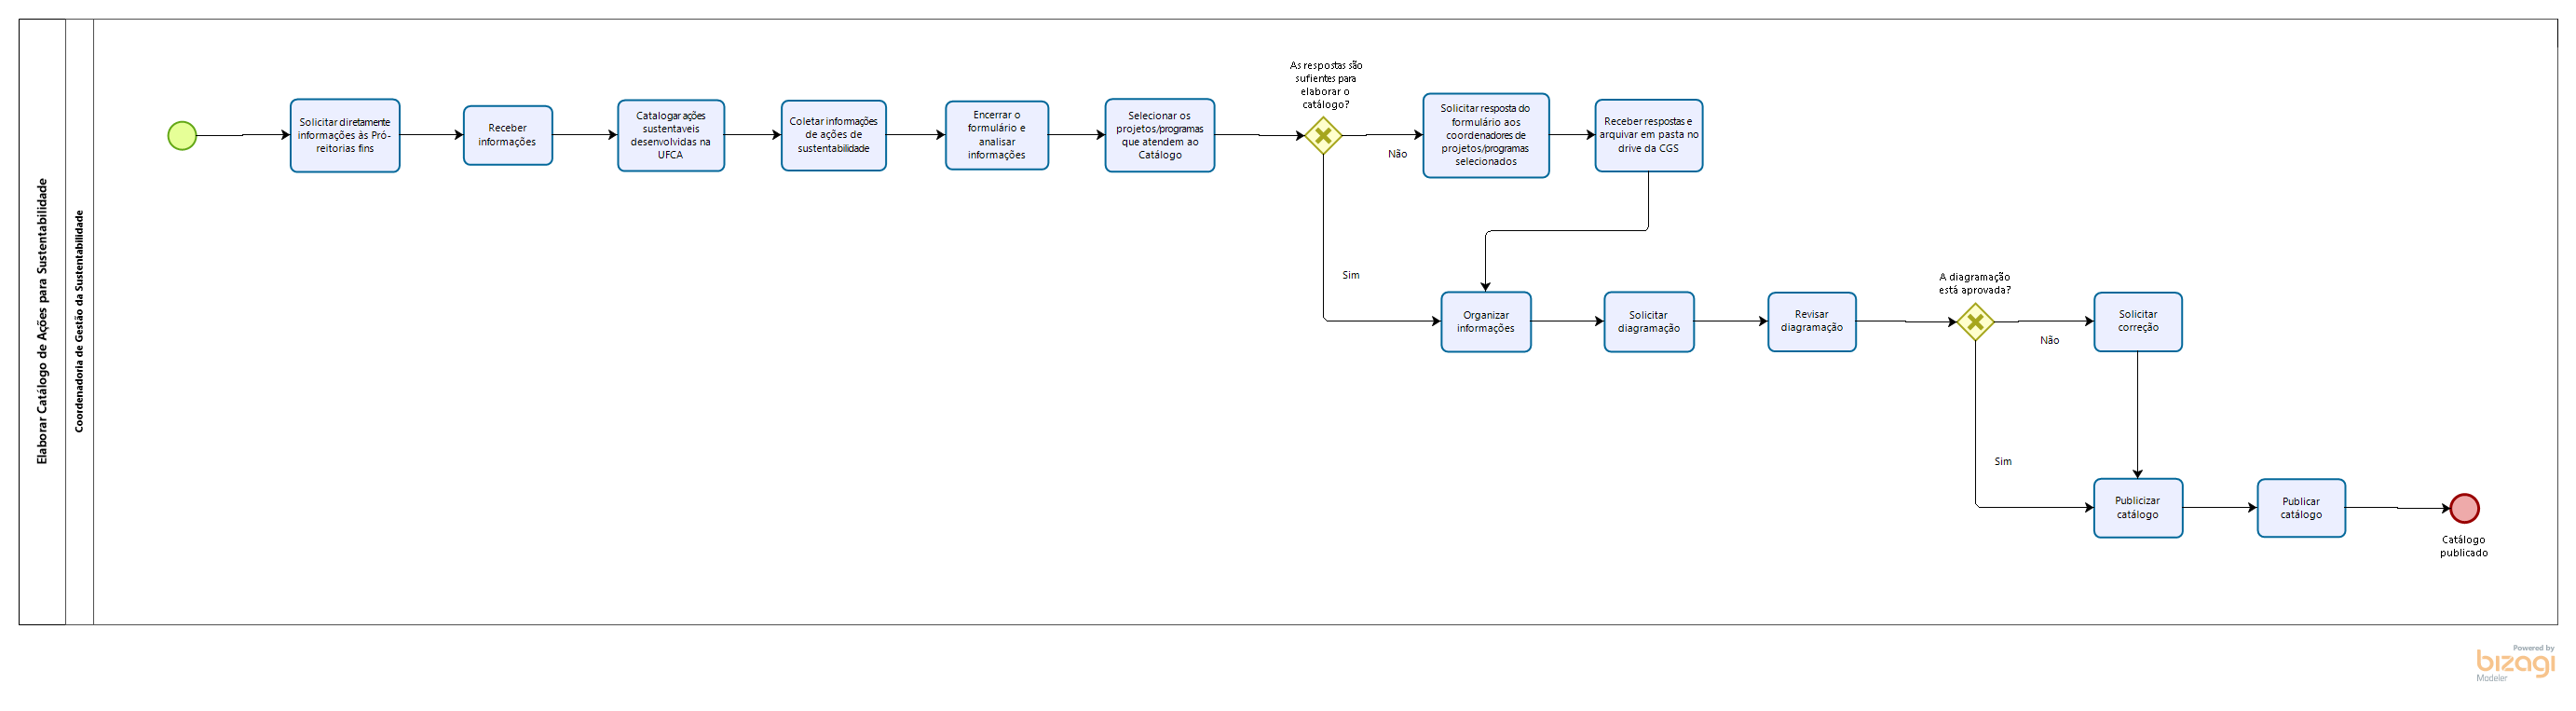 Elaborar Catálogo de Ações para Sustentabilidade
Coordenadoria de Gestão da Sustentabilidade
Solicitar diretamente
informações às Pró-
reitorias fins
Receber
informações
Catalogar ações
sustentaveis
desenvolvidas na
UFCA
Coletar informações
de ações de
sustentabilidade
Encerrar o
formulário e
analisar
informações
Selecionar os
projetos/programas
que atendem ao
Catálogo
As respostas são
sufientes para
elaborar o
catálogo?
Não
Sim
Solicitar resposta do
formulário aos
coordenadores de
projetos/programas
selecionados
Receber respostas e
arquivar em pasta no
drive da CGS
Organizar
informações
Solicitar
diagramação
Revisar
diagramação
A diagramação
está aprovada?
Não
Sim
Solicitar
correção
Publicizar
catálogo
Publicar
catálogo
Catálogo
publicado
Powered by
bizagi
Modeler